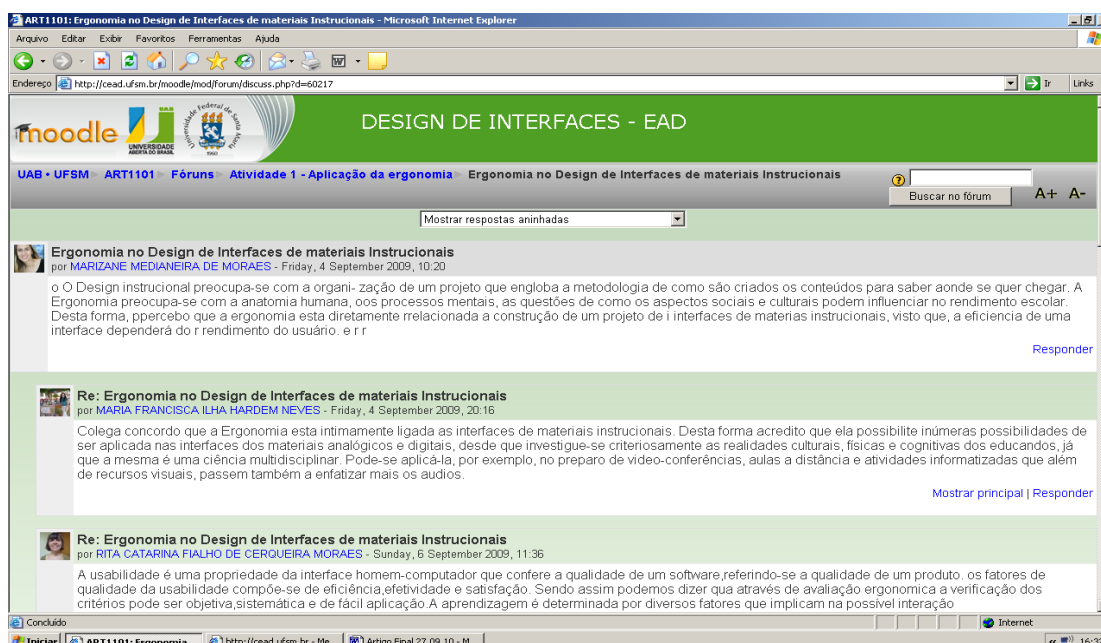 ART1101: Ergonomia no Design de Interfaces de materiais Instrucionais - Microsoft Internet Explorer
Arquivo Editar Exibir Favoritos Ferramentas Ajuda
Endereço http://cead.ufsm.br/moodle/mod/forum/discuss.php?d=60217 Ir Links
moodle
UNIVERSIDADE
ABERTA DO BRASIL
Universidade Federal de Santa Maria
1960
DESIGN DE INTERFACES - EAD
UAB • UFSM ► ART1101 ► Fóruns ► Atividade 1 - Aplicação da ergonomia ► Ergonomia no Design de Interfaces de materiais Instrucionais
Buscar no fórum A+ A-
Mostrar respostas aninhadas
Ergonomia no Design de Interfaces de materiais Instrucionais
por MARIZANE MEDIANEIRA DE MORAES - Friday, 4 September 2009, 10:20
o O Design instrucional preocupa-se com a organi- zação de um projeto que engloba a metodologia de como são criados os conteúdos para saber aonde se quer chegar. A
Ergonomia preocupa-se com a anatomia humana, oos processos mentais, as questões de como os aspectos sociais e culturais podem influenciar no rendimento escolar.
Desta forma, ppercebo que a ergonomia esta diretamente rrelacionada a construção de um projeto de i interfaces de materias instrucionais, visto que, a eficiencia de uma
interface dependerá do r rendimento do usuário. e r r
Responder
Re: Ergonomia no Design de Interfaces de materiais Instrucionais
por MARIA FRANCISCA ILHA HARDEM NEVES - Friday, 4 September 2009, 20:16
Colega concordo que a Ergonomia esta intimamente ligada as interfaces de materiais instrucionais. Desta forma acredito que ela possibilite inúmeras possibilidades de
ser aplicada nas interfaces dos materiais analógicos e digitais, desde que investigue-se criteriosamente as realidades culturais, físicas e cognitivas dos educandos, já
que a mesma é uma ciência multidisciplinar. Pode-se aplicá-la, por exemplo, no preparo de video-conferências, aulas a distância e atividades informatizadas que além
de recursos visuais, passem também a enfatizar mais os audios.
Mostrar principal | Responder
Re: Ergonomia no Design de Interfaces de materiais Instrucionais
por RITA CATARINA FIALHO DE CERQUEIRA MORAES - Sunday, 6 September 2009, 11:36
A usabilidade é uma propriedade da interface homem-computador que confere a qualidade de um software,referindo-se a qualidade de um produto. os fatores de
qualidade da usabilidade compõe-se de eficiência,efetividade e satisfação. Sendo assim podemos dizer que através de avaliação ergonomica a verificação dos
critérios pode ser objetiva,sistemática e de fácil aplicação.A aprendizagem é determinada por diversos fatores que implicam na possível interação
Concluído Internet
Iniciar ART1101: Ergonomia http://cead.ufsm.br - Me... Artigo Final 27 09 10 - M... 16:32